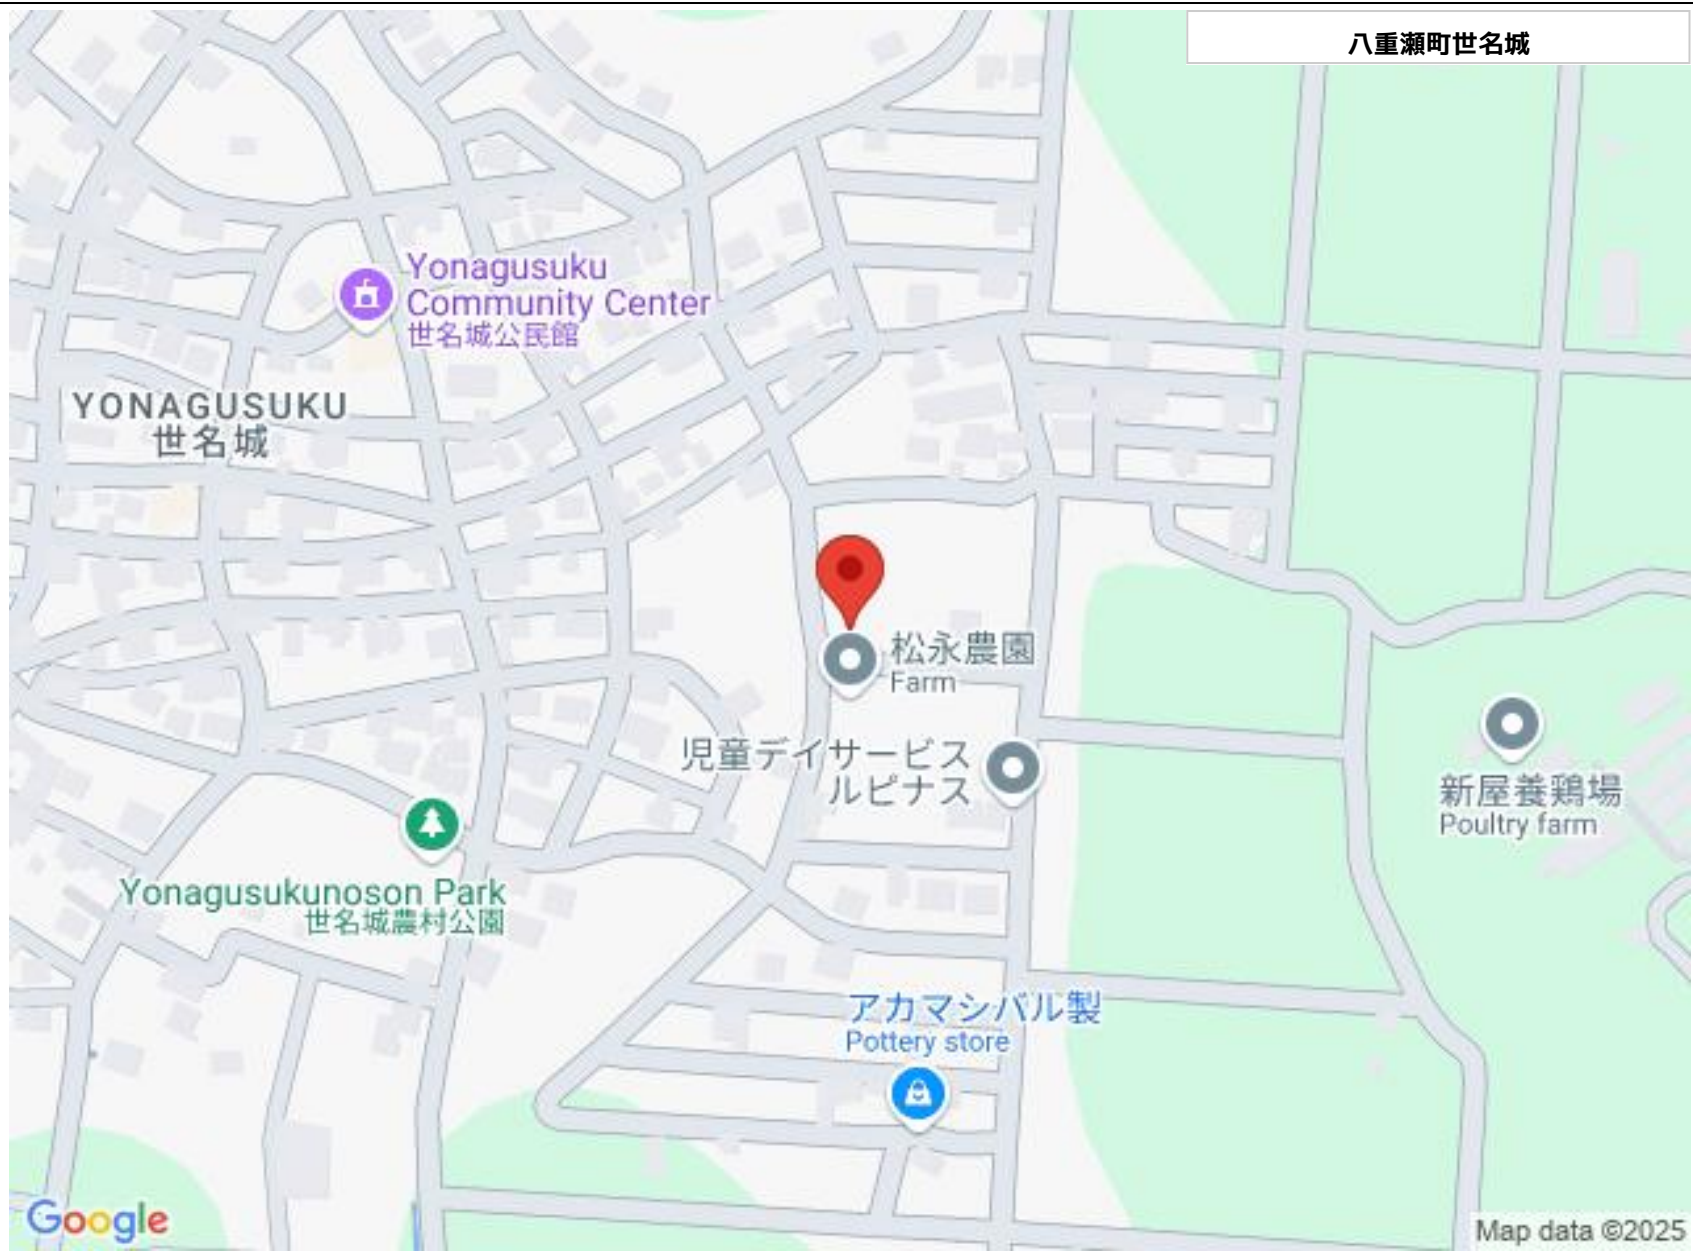 八重瀬町世名城
Yonagusuku
Community Center
世名城公民館
YONAGUSUKU
世名城
松永農園
Farm
児童デイサービス
ルピナス
新屋養鶏場
Poultry farm
Yonagusukunoson Park
世名城農村公園
アカマシバル製
Pottery store
Google
Map data ©2025